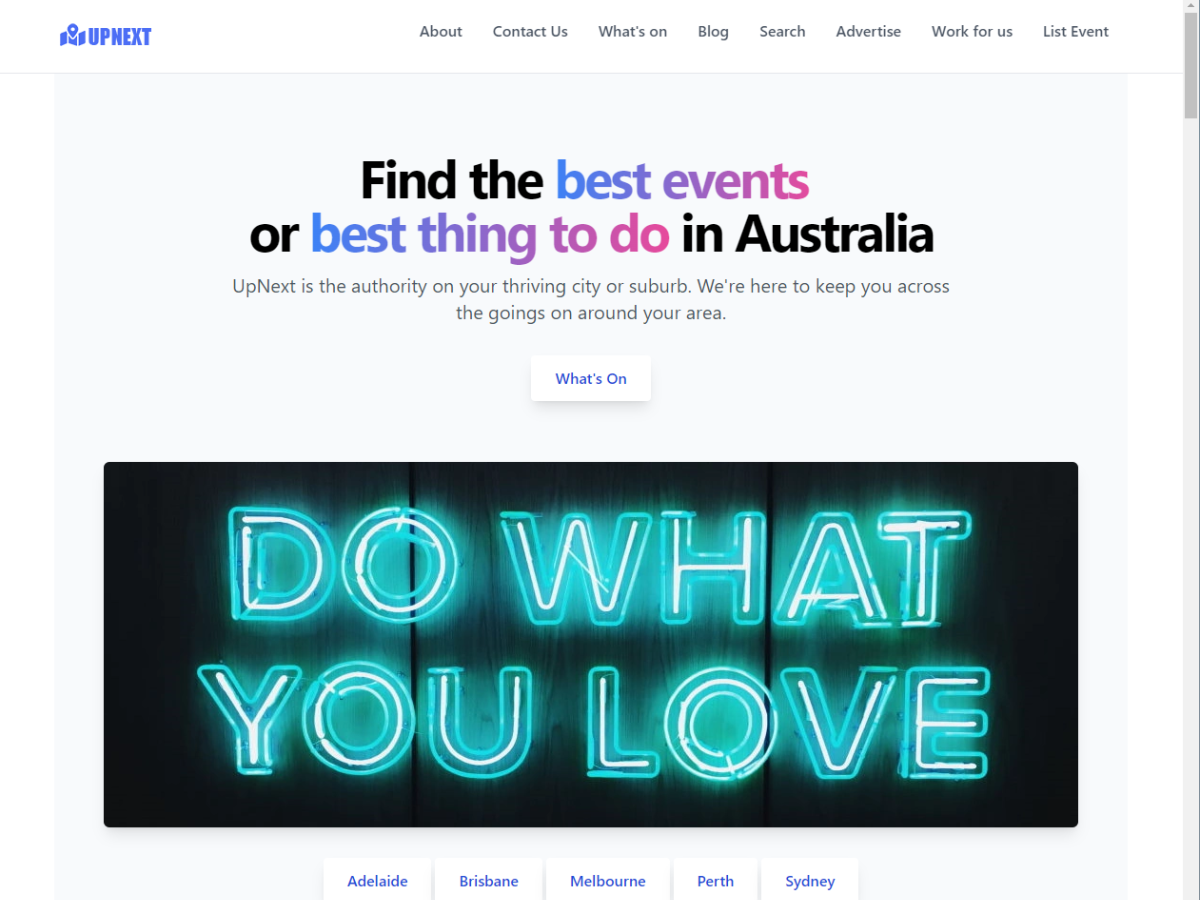 UPNEXT
About Contact Us What's on Blog Search Advertise Work for us List Event
Find the best events
or best thing to do in Australia
UpNext is the authority on your thriving city or suburb. We're here to keep you across
the goings on around your area.
What's On
DO WHAT
YOU LOVE
Adelaide Brisbane Melbourne Perth Sydney